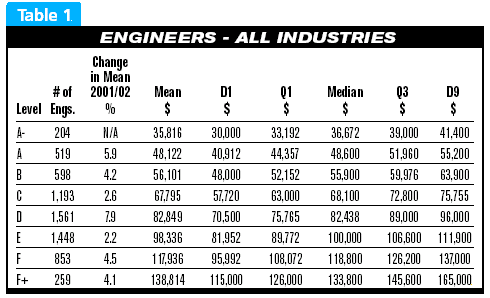 Table 1
ENGINEERS - ALL INDUSTRIES
Change
in Mean
# of 2001/02 Mean D1 Q1 Median Q3 D9
Level Engs. % $ $ $ $ $ $
A- 204 N/A 35,816 30,000 33,192 36,672 39,000 41,400
A 519 5.9 48,122 40,912 44,357 48,600 51,960 55,200
B 598 4.2 56,101 48,000 52,152 55,900 59,976 63,900
C 1,193 2.6 67,795 57,720 63,000 68,100 72,800 75,755
D 1,561 7.9 82,849 70,500 75,765 82,438 89,000 96,000
E 1,448 2.2 98,336 81,952 89,772 100,000 106,600 111,900
F 853 4.5 117,936 95,992 108,072 118,800 126,200 137,000
F+ 259 4.1 138,814 115,000 126,000 133,800 145,600 165,000